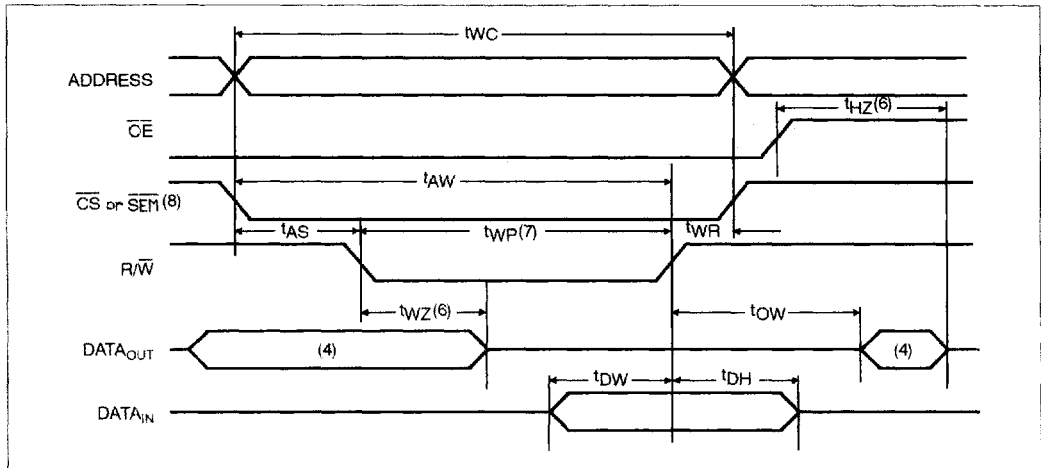 tWC
ADDRESS
tHZ(6)
OE
tAW
CS or SEM (8)
tAS
tWP(7)
tWR
R/W
tWZ(6)
tOW
DATAOUT
(4)
(4)
tDW
tDH
DATAIN